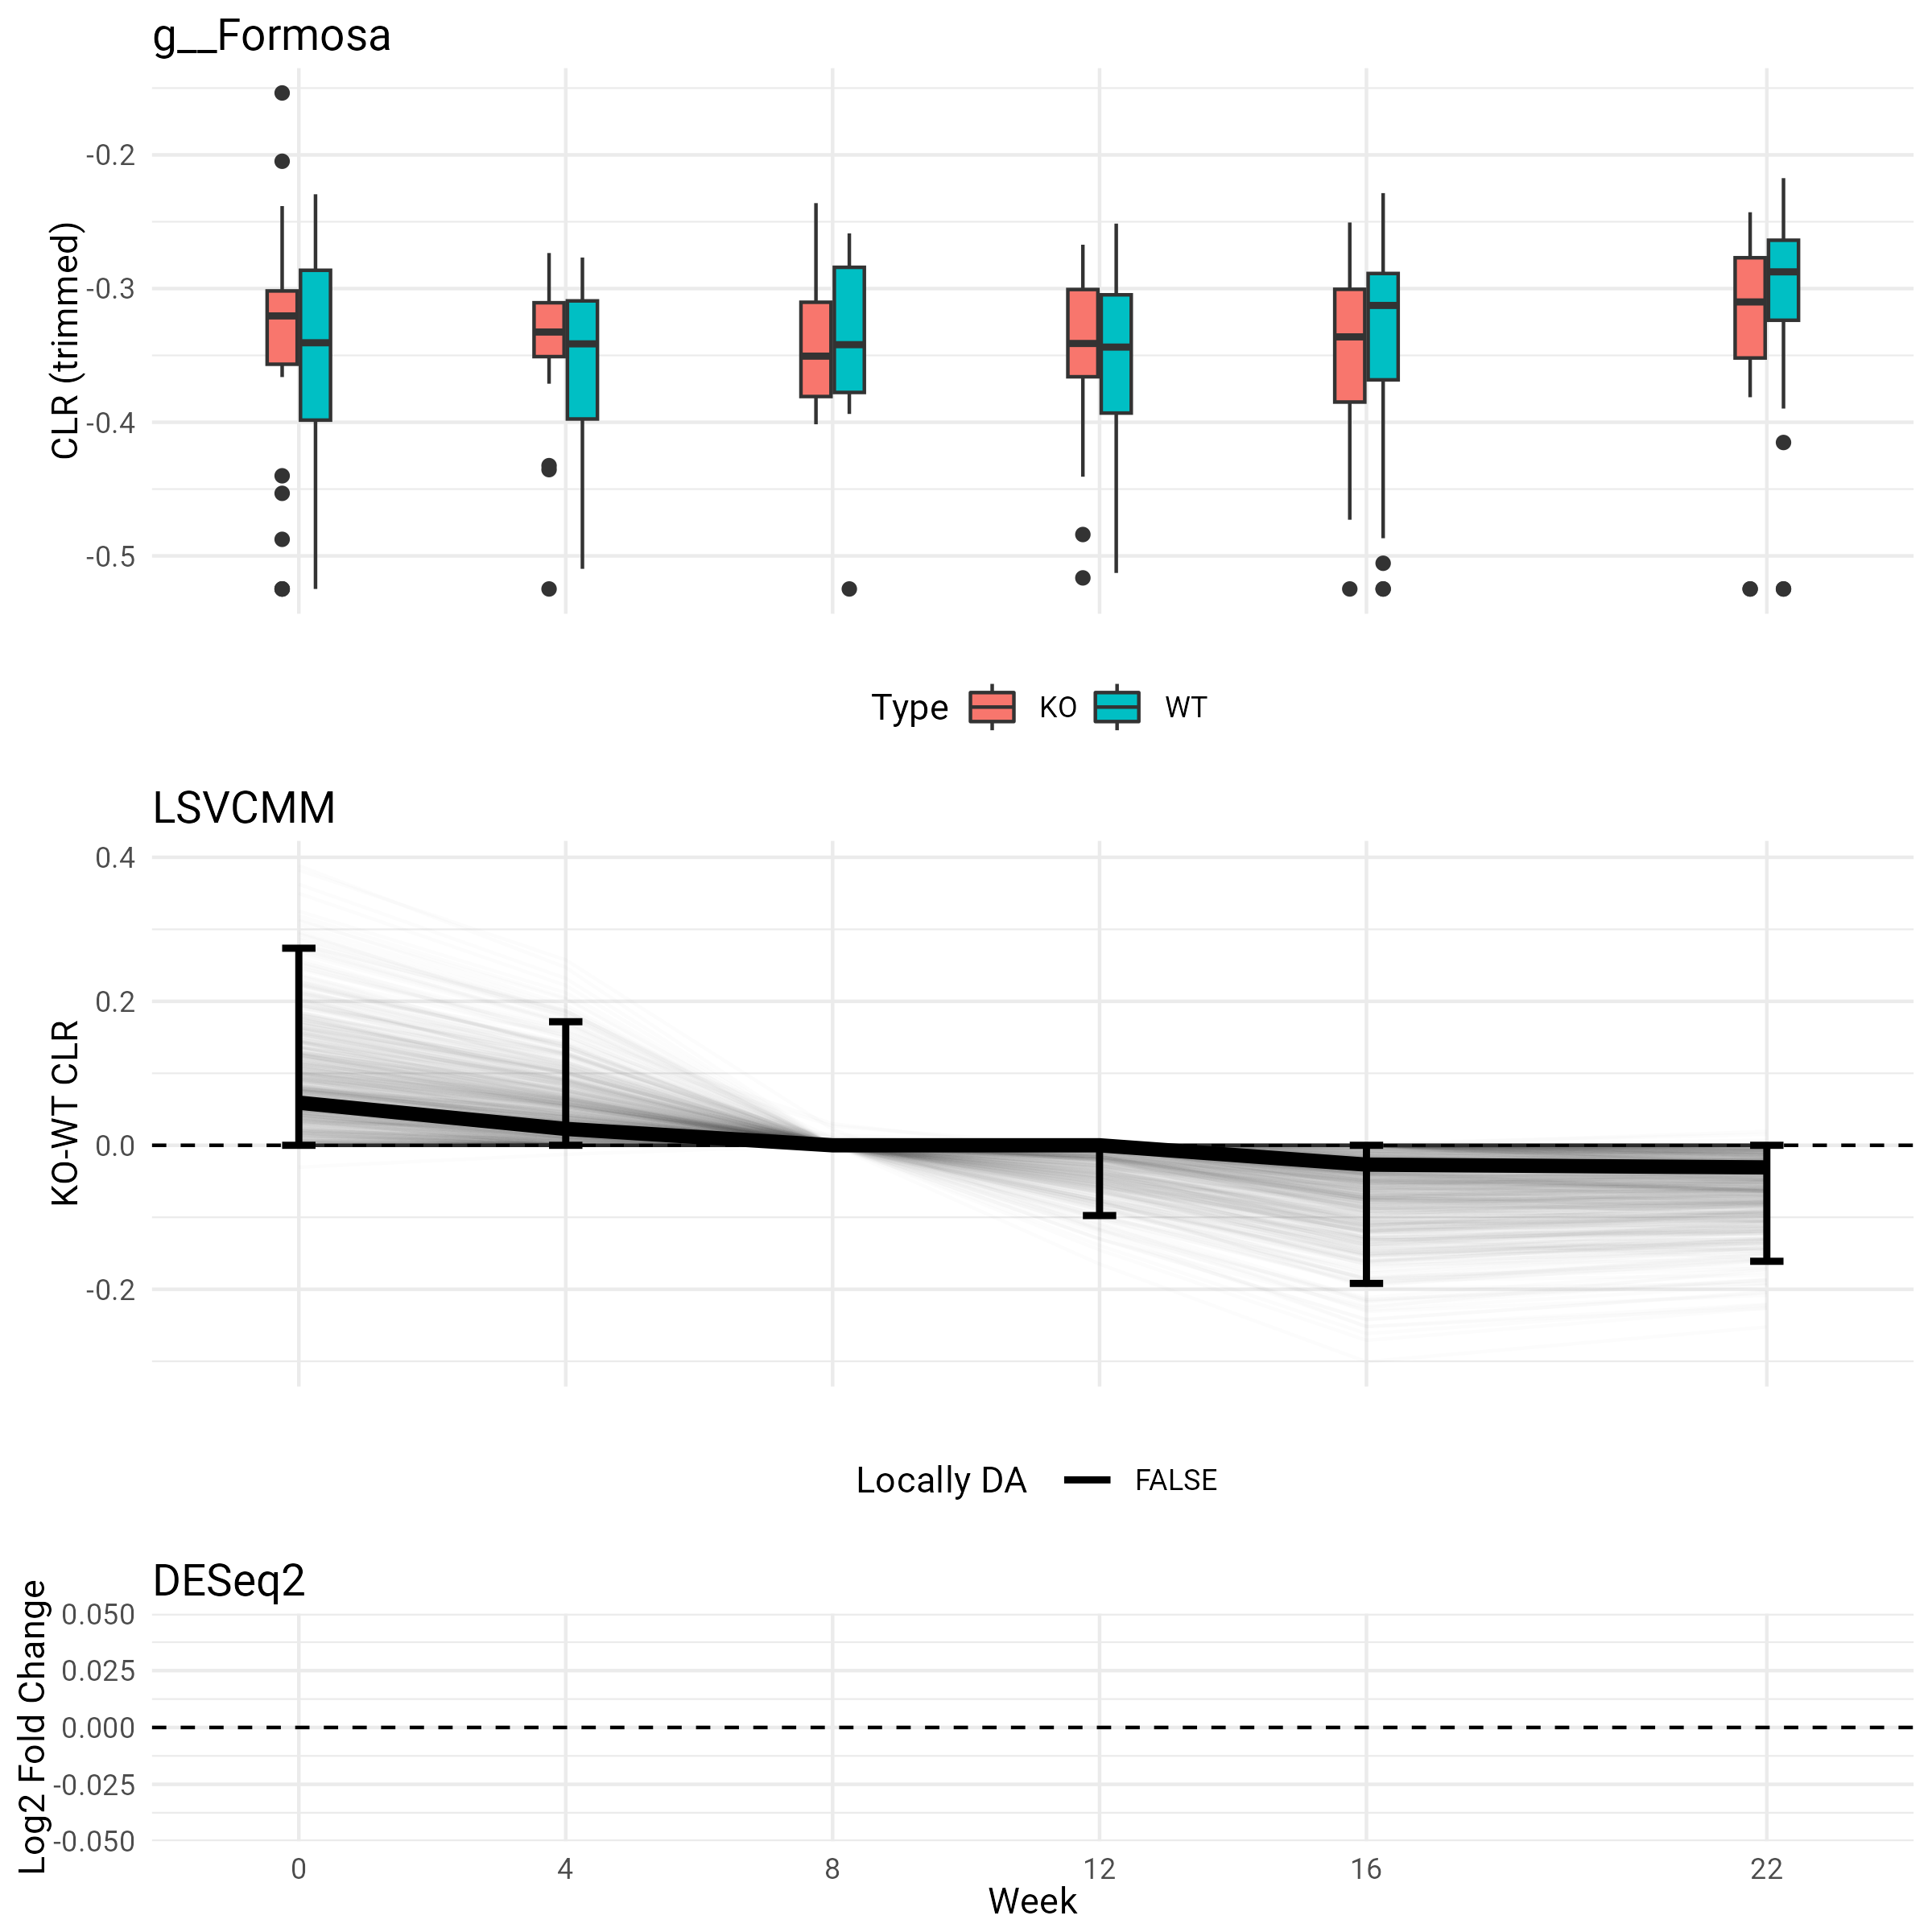 g__Formosa
CLR (trimmed)
-0.2
-0.3
-0.4
-0.5
Type KO WT
LSVCMM
KO-WT CLR
0.4
0.2
0.0
-0.2
Locally DA FALSE
DESeq2
Log2 Fold Change
0.050
0.025
0.000
-0.025
-0.050
0 4 8 12 16 22
Week